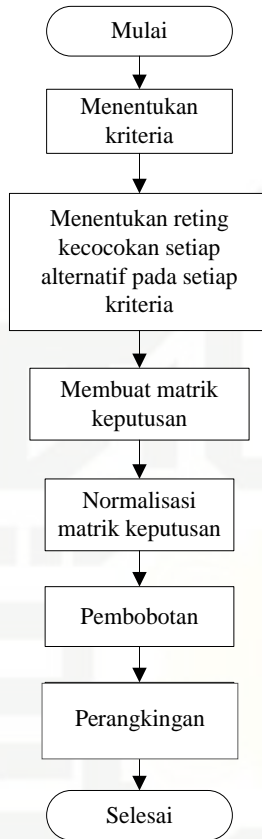 Mulai
Menentukan
kriteria
Menentukan reting
kecocokan setiap
alternatif pada setiap
kriteria
Membuat matrik
keputusan
Normalisasi
matrik keputusan
Pembobotan
Perangkingan
Selesai